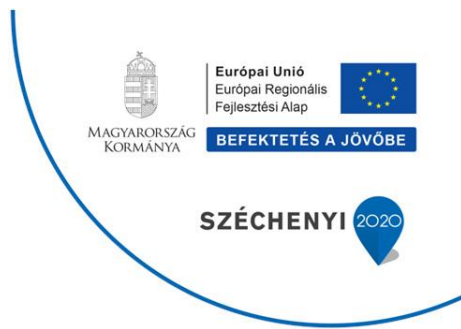 Európai Unió
Európai Regionális
Fejlesztési Alap
MAGYARORSZÁG
KORMÁNYA
BEFEKTETÉS A JÖVŐBE
SZÉCHENYI 2020